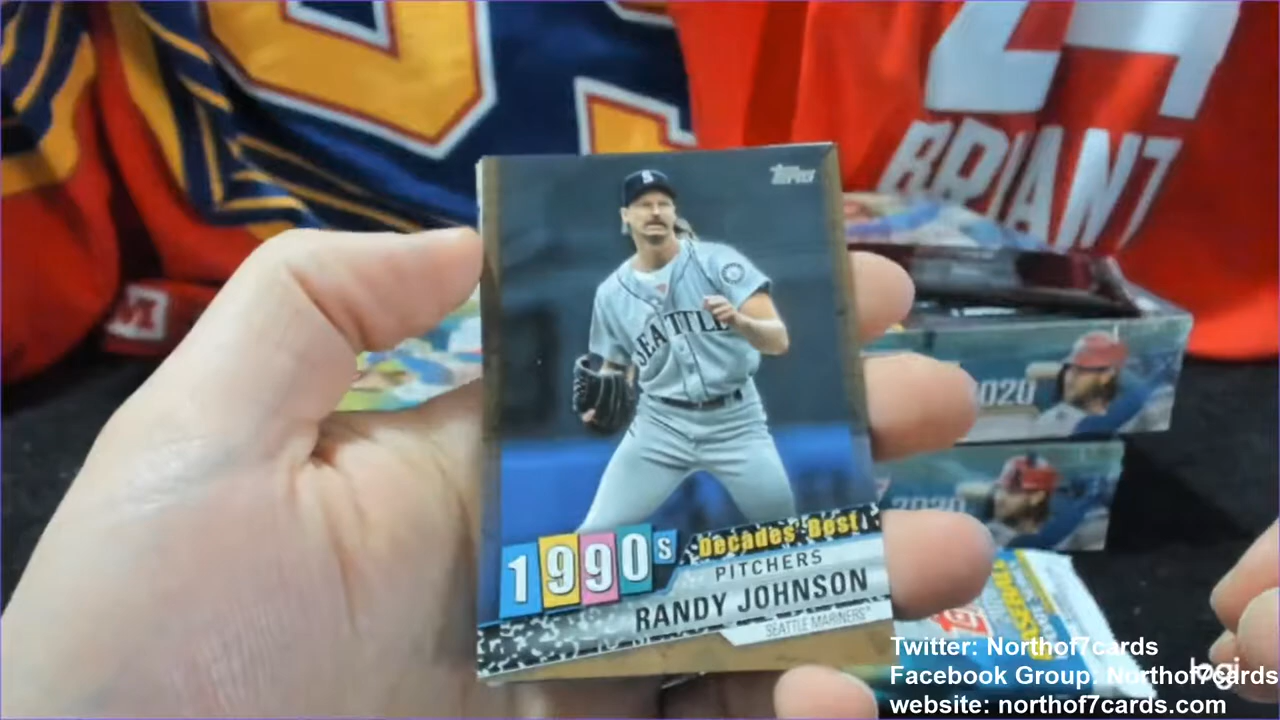 24
BRIANT
Topps
S
SEATTLE
1990s
Decades' Best
PITCHERS
RANDY JOHNSON
SEATTLE MARINERS
2020
2020
M
Twitter: Northof7cards
Facebook Group: Northof7cards
website: northof7cards.com
logi